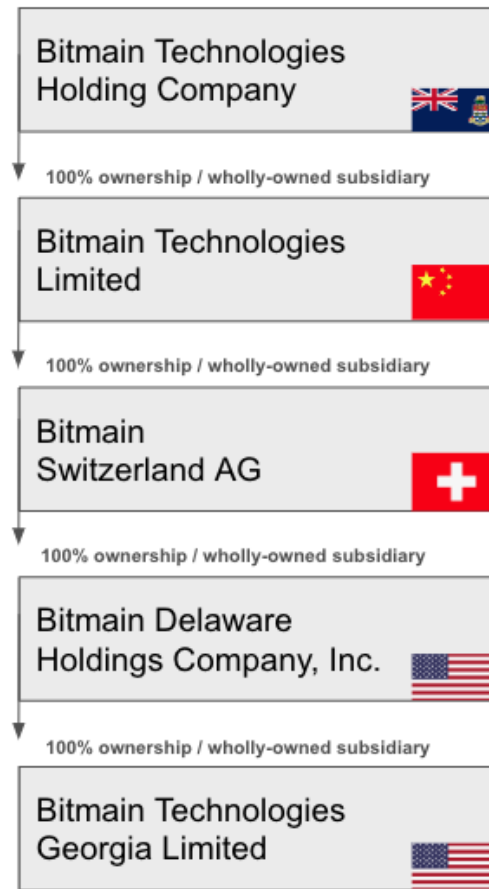 Bitmain Technologies
Holding Company
100% ownership / wholly-owned subsidiary
Bitmain Technologies
Limited
100% ownership / wholly-owned subsidiary
Bitmain
Switzerland AG
100% ownership / wholly-owned subsidiary
Bitmain Delaware
Holdings Company, Inc.
100% ownership / wholly-owned subsidiary
Bitmain Technologies
Georgia Limited